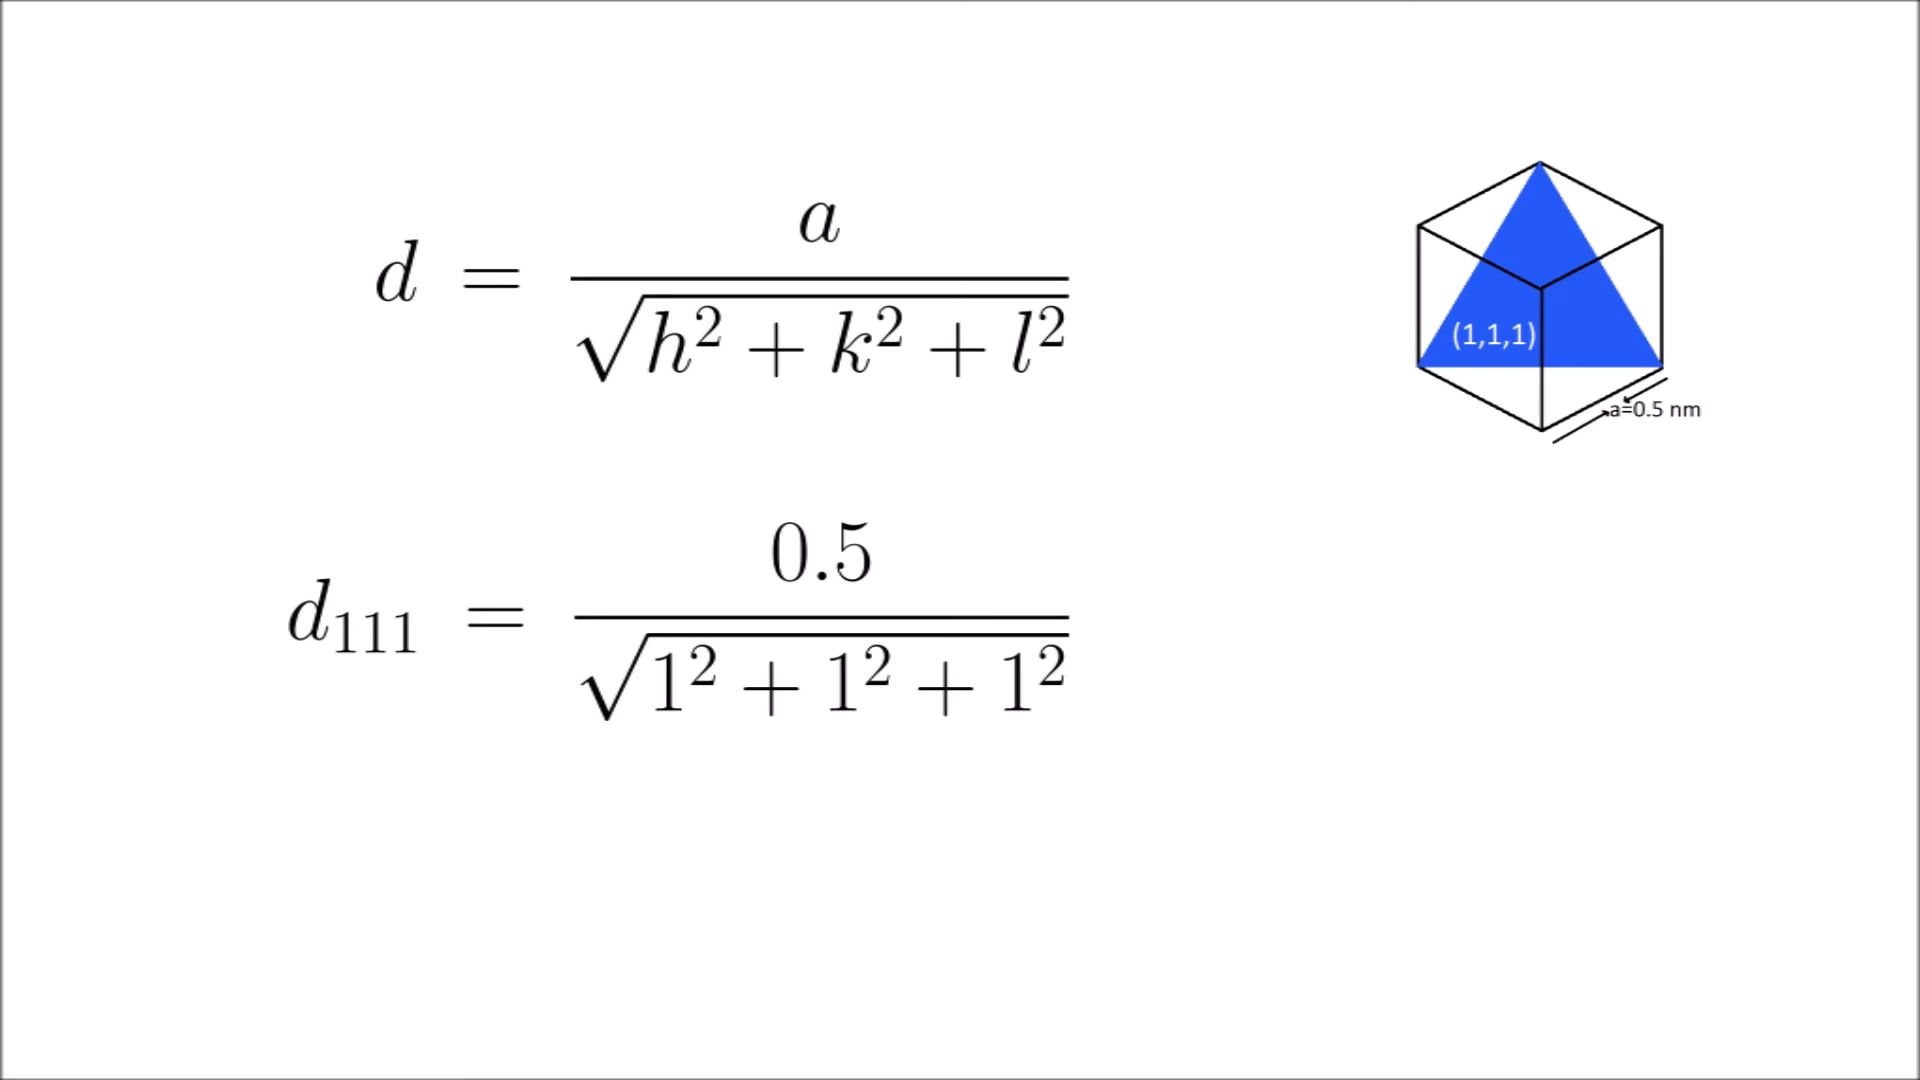 d = a / √(h² + k² + l²)
(1,1,1)
a=0.5 nm
d₁₁₁ = 0.5 / √(1² + 1² + 1²)